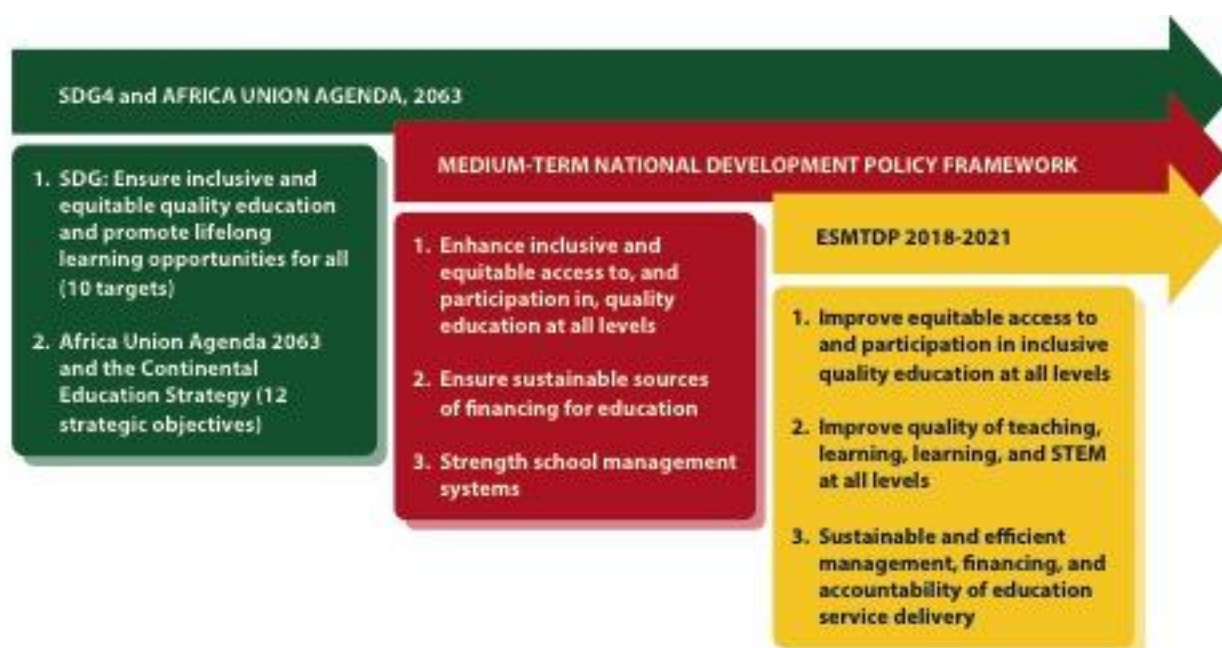 SDG4 and AFRICA UNION AGENDA, 2063
1. SDG: Ensure inclusive and
equitable quality education
and promote lifelong
learning opportunities for all
(10 targets)
2. Africa Union Agenda 2063
and the Continental
Education Strategy (12
strategic objectives)
MEDIUM-TERM NATIONAL DEVELOPMENT POLICY FRAMEWORK
1. Enhance inclusive and
equitable access to, and
participation in, quality
education at all levels
2. Ensure sustainable sources
of financing for education
3. Strength school management
systems
ESMTDP 2018-2021
1. Improve equitable access to
and participation in inclusive
quality education at all levels
2. Improve quality of teaching,
learning, learning, and STEM
at all levels
3. Sustainable and efficient
management, financing, and
accountability of education
service delivery